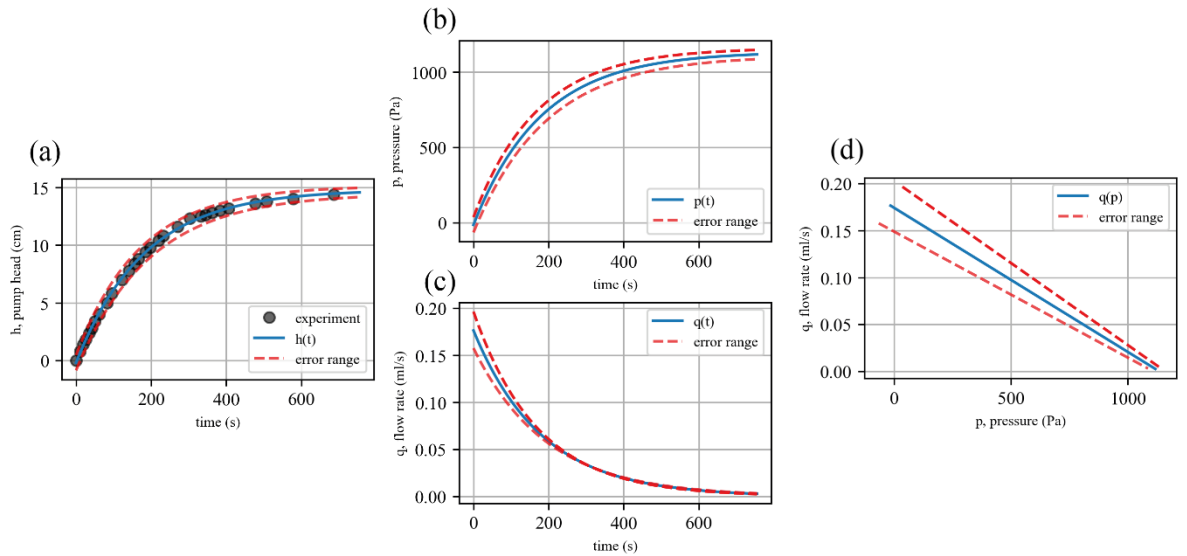 (a)
15
10
5
0
h, pump head (cm)
experiment
h(t)
error range
0
200
400
600
time (s)
(b)
1000
500
0
p, pressure (Pa)
p(t)
error range
0
200
400
600
time (s)
(c)
0.20
0.15
0.10
0.05
0.00
q, flow rate (ml/s)
q(t)
error range
0
200
400
600
time (s)
(d)
0.20
0.15
0.10
0.05
0.00
q, flow rate (ml/s)
q(p)
error range
0
500
1000
p, pressure (Pa)